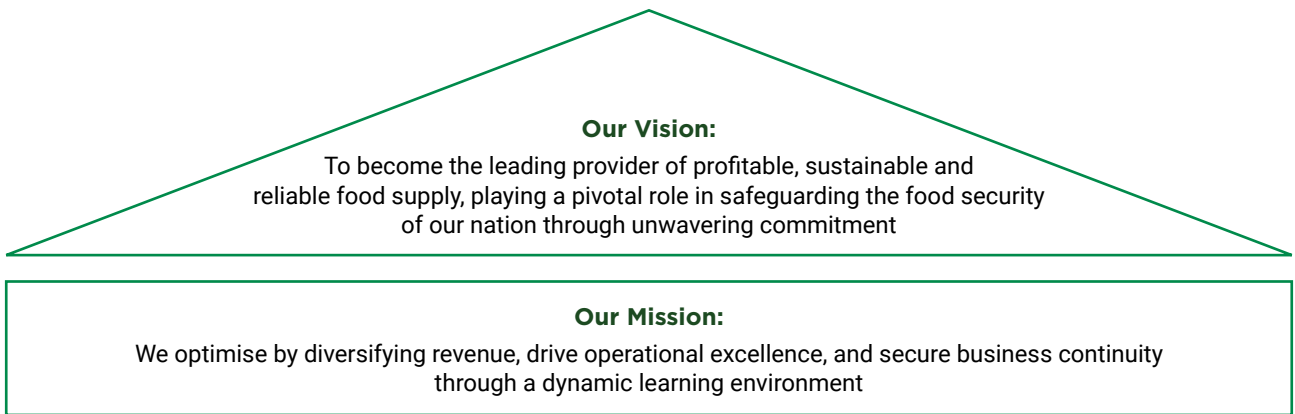 Our Vision:
To become the leading provider of profitable, sustainable and
reliable food supply, playing a pivotal role in safeguarding the food security
of our nation through unwavering commitment
Our Mission:
We optimise by diversifying revenue, drive operational excellence, and secure business continuity
through a dynamic learning environment